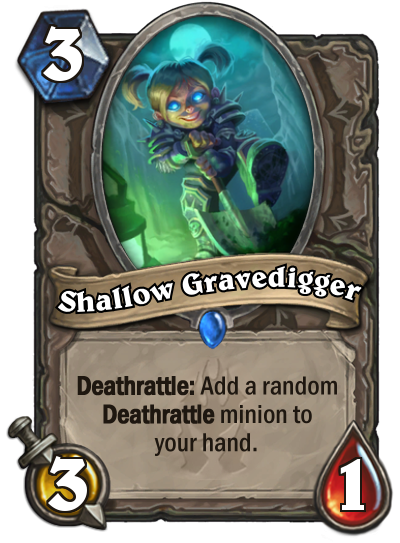 3
Shallow Gravedigger
Deathrattle: Add a random
Deathrattle minion to
your hand.
3
1